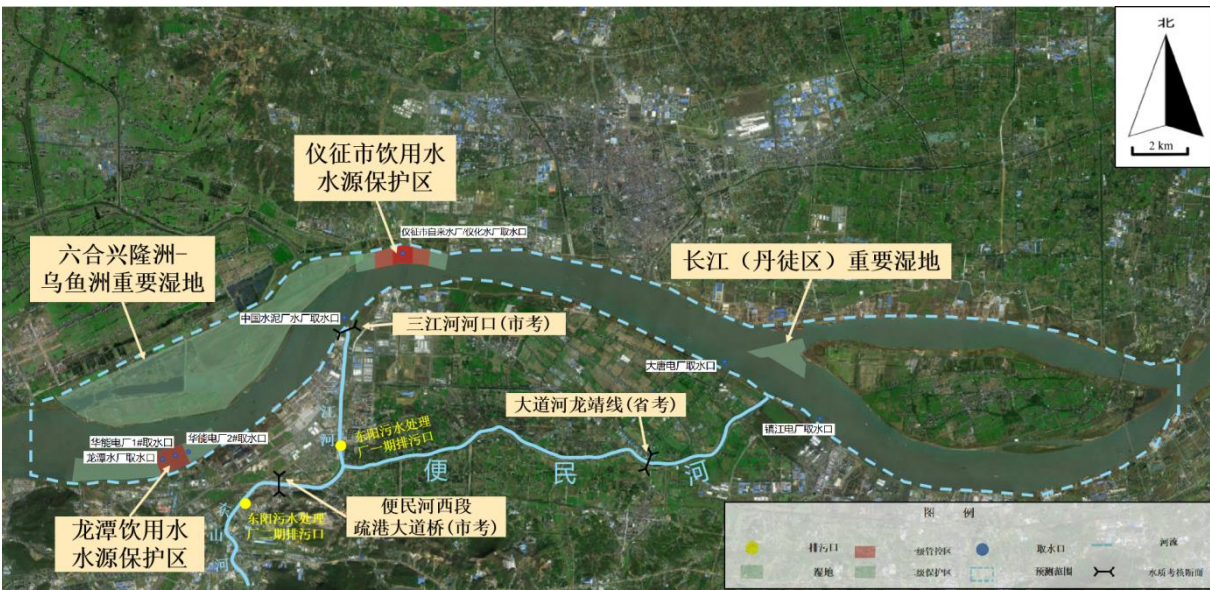 北
2 km
仪征市饮用水
水源保护区
仪征市自来水厂/仪化水厂取水口
六合兴隆洲-
乌鱼洲重要湿地
长江（丹徒区）重要湿地
中国水泥厂水厂取水口
三江河河口(市考)
大唐电厂取水口
大道河龙靖线(省考)
镇江电厂取水口
江
河
东阳污水处理
厂一期排污口
华能电厂1#取水口
华能电厂2#取水口
龙潭水厂取水口
便
民
河
便民河西段
疏港大道桥(市考)
东阳污水处理
厂二期排污口
龙潭饮用水
水源保护区
山
河
图 例
排污口
一级管控区
取水口
河流
湿地
二级保护区
预测范围
水质考核断面